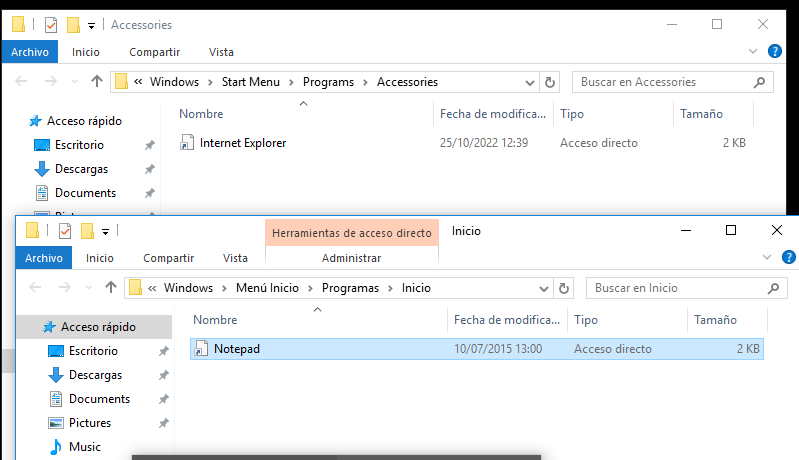 Accessories
Archivo Inicio Compartir Vista
« Windows Start Menu Programs Accessories Buscar en Accessories
Nombre Fecha de modifica... Tipo Tamaño
Acceso rápido
Internet Explorer 25/10/2022 12:39 Acceso directo 2 KB
Escritorio
Descargas
Documents
Herramientas de acceso directo Inicio
Archivo Inicio Compartir Vista Administrar
« Windows Menú Inicio Programas Inicio Buscar en Inicio
Nombre Fecha de modifica... Tipo Tamaño
Acceso rápido
Notepad 10/07/2015 13:00 Acceso directo 2 KB
Escritorio
Descargas
Documents
Pictures
Music